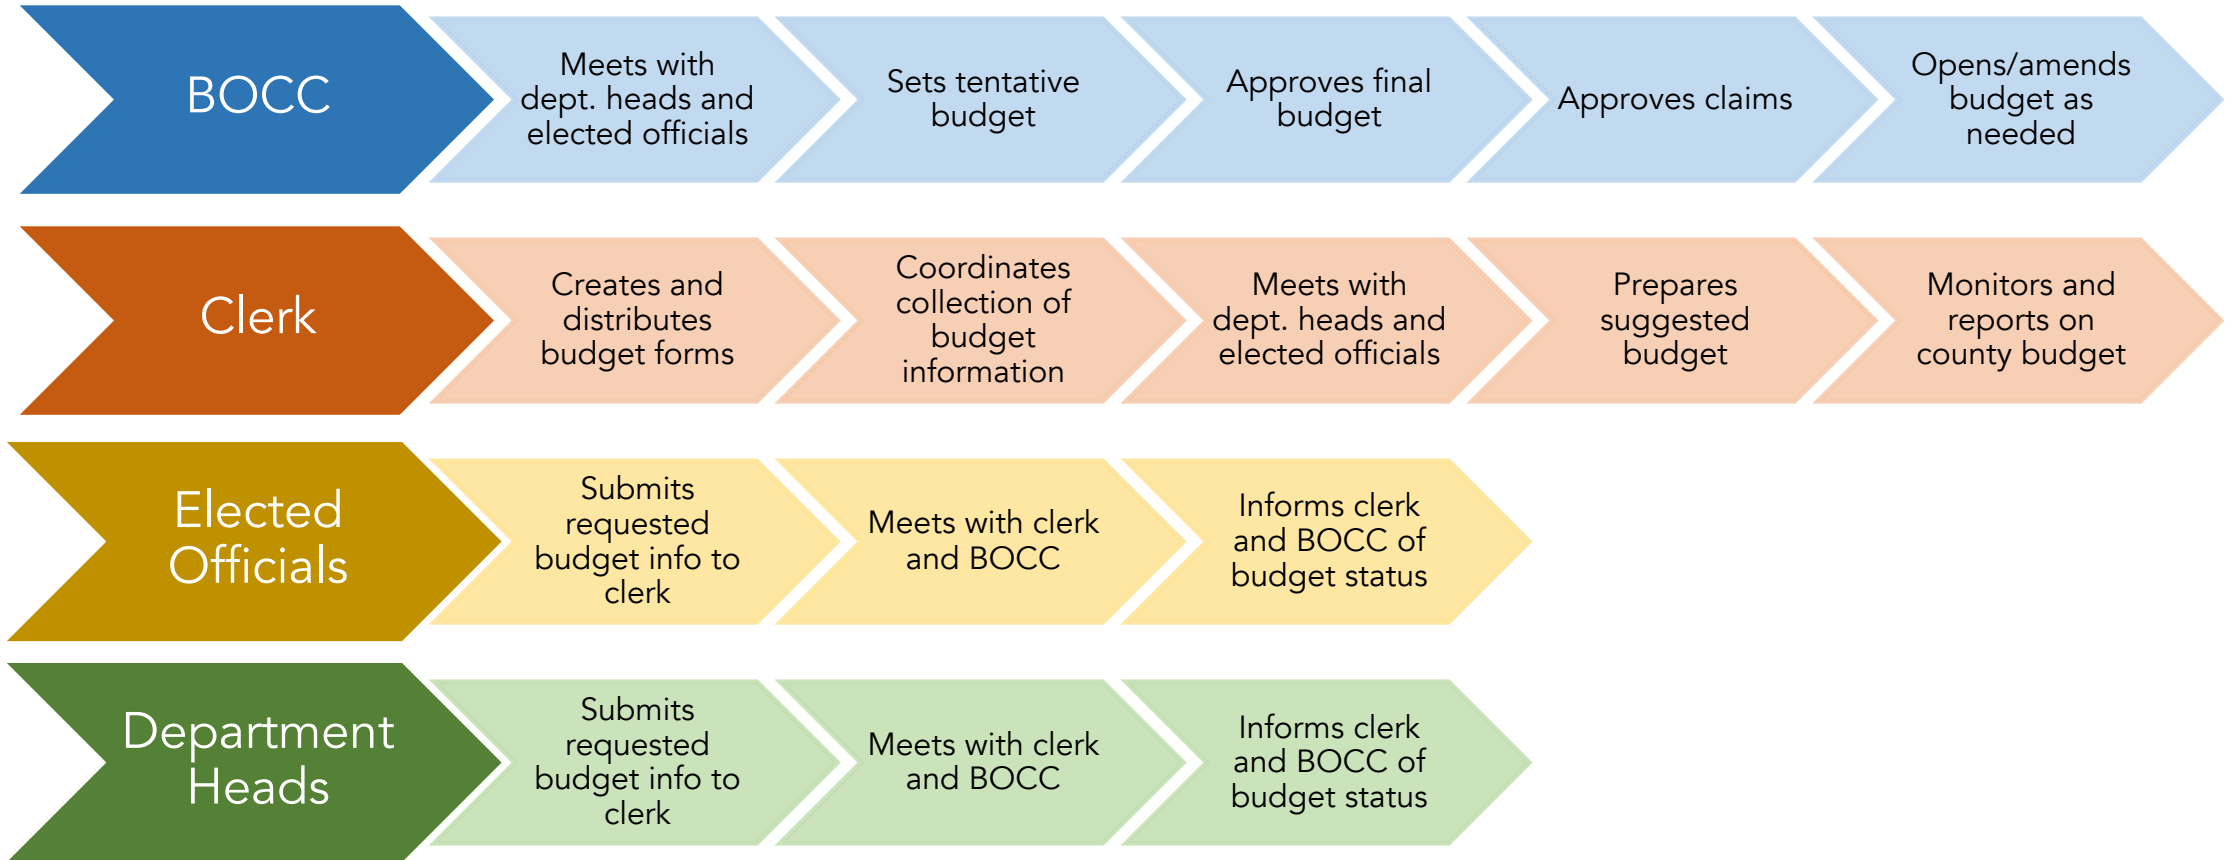 BOCC
Meets with
dept. heads and
elected officials
Sets tentative
budget
Approves final
budget
Approves claims
Opens/amends
budget as
needed
Clerk
Creates and
distributes
budget forms
Coordinates
collection of
budget
information
Meets with
dept. heads and
elected officials
Prepares
suggested
budget
Monitors and
reports on
county budget
Elected
Officials
Submits
requested
budget info to
clerk
Meets with clerk
and BOCC
Informs clerk
and BOCC of
budget status
Department
Heads
Submits
requested
budget info to
clerk
Meets with clerk
and BOCC
Informs clerk
and BOCC of
budget status